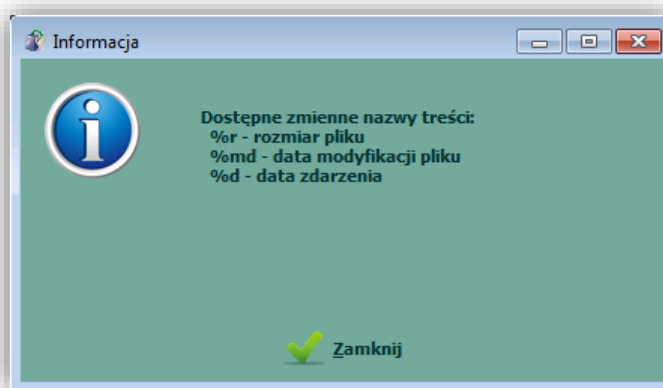 Informacja
Dostępne zmienne nazwy treści:
%r - rozmiar pliku
%md - data modyfikacji pliku
%d - data zdarzenia
Zamknij